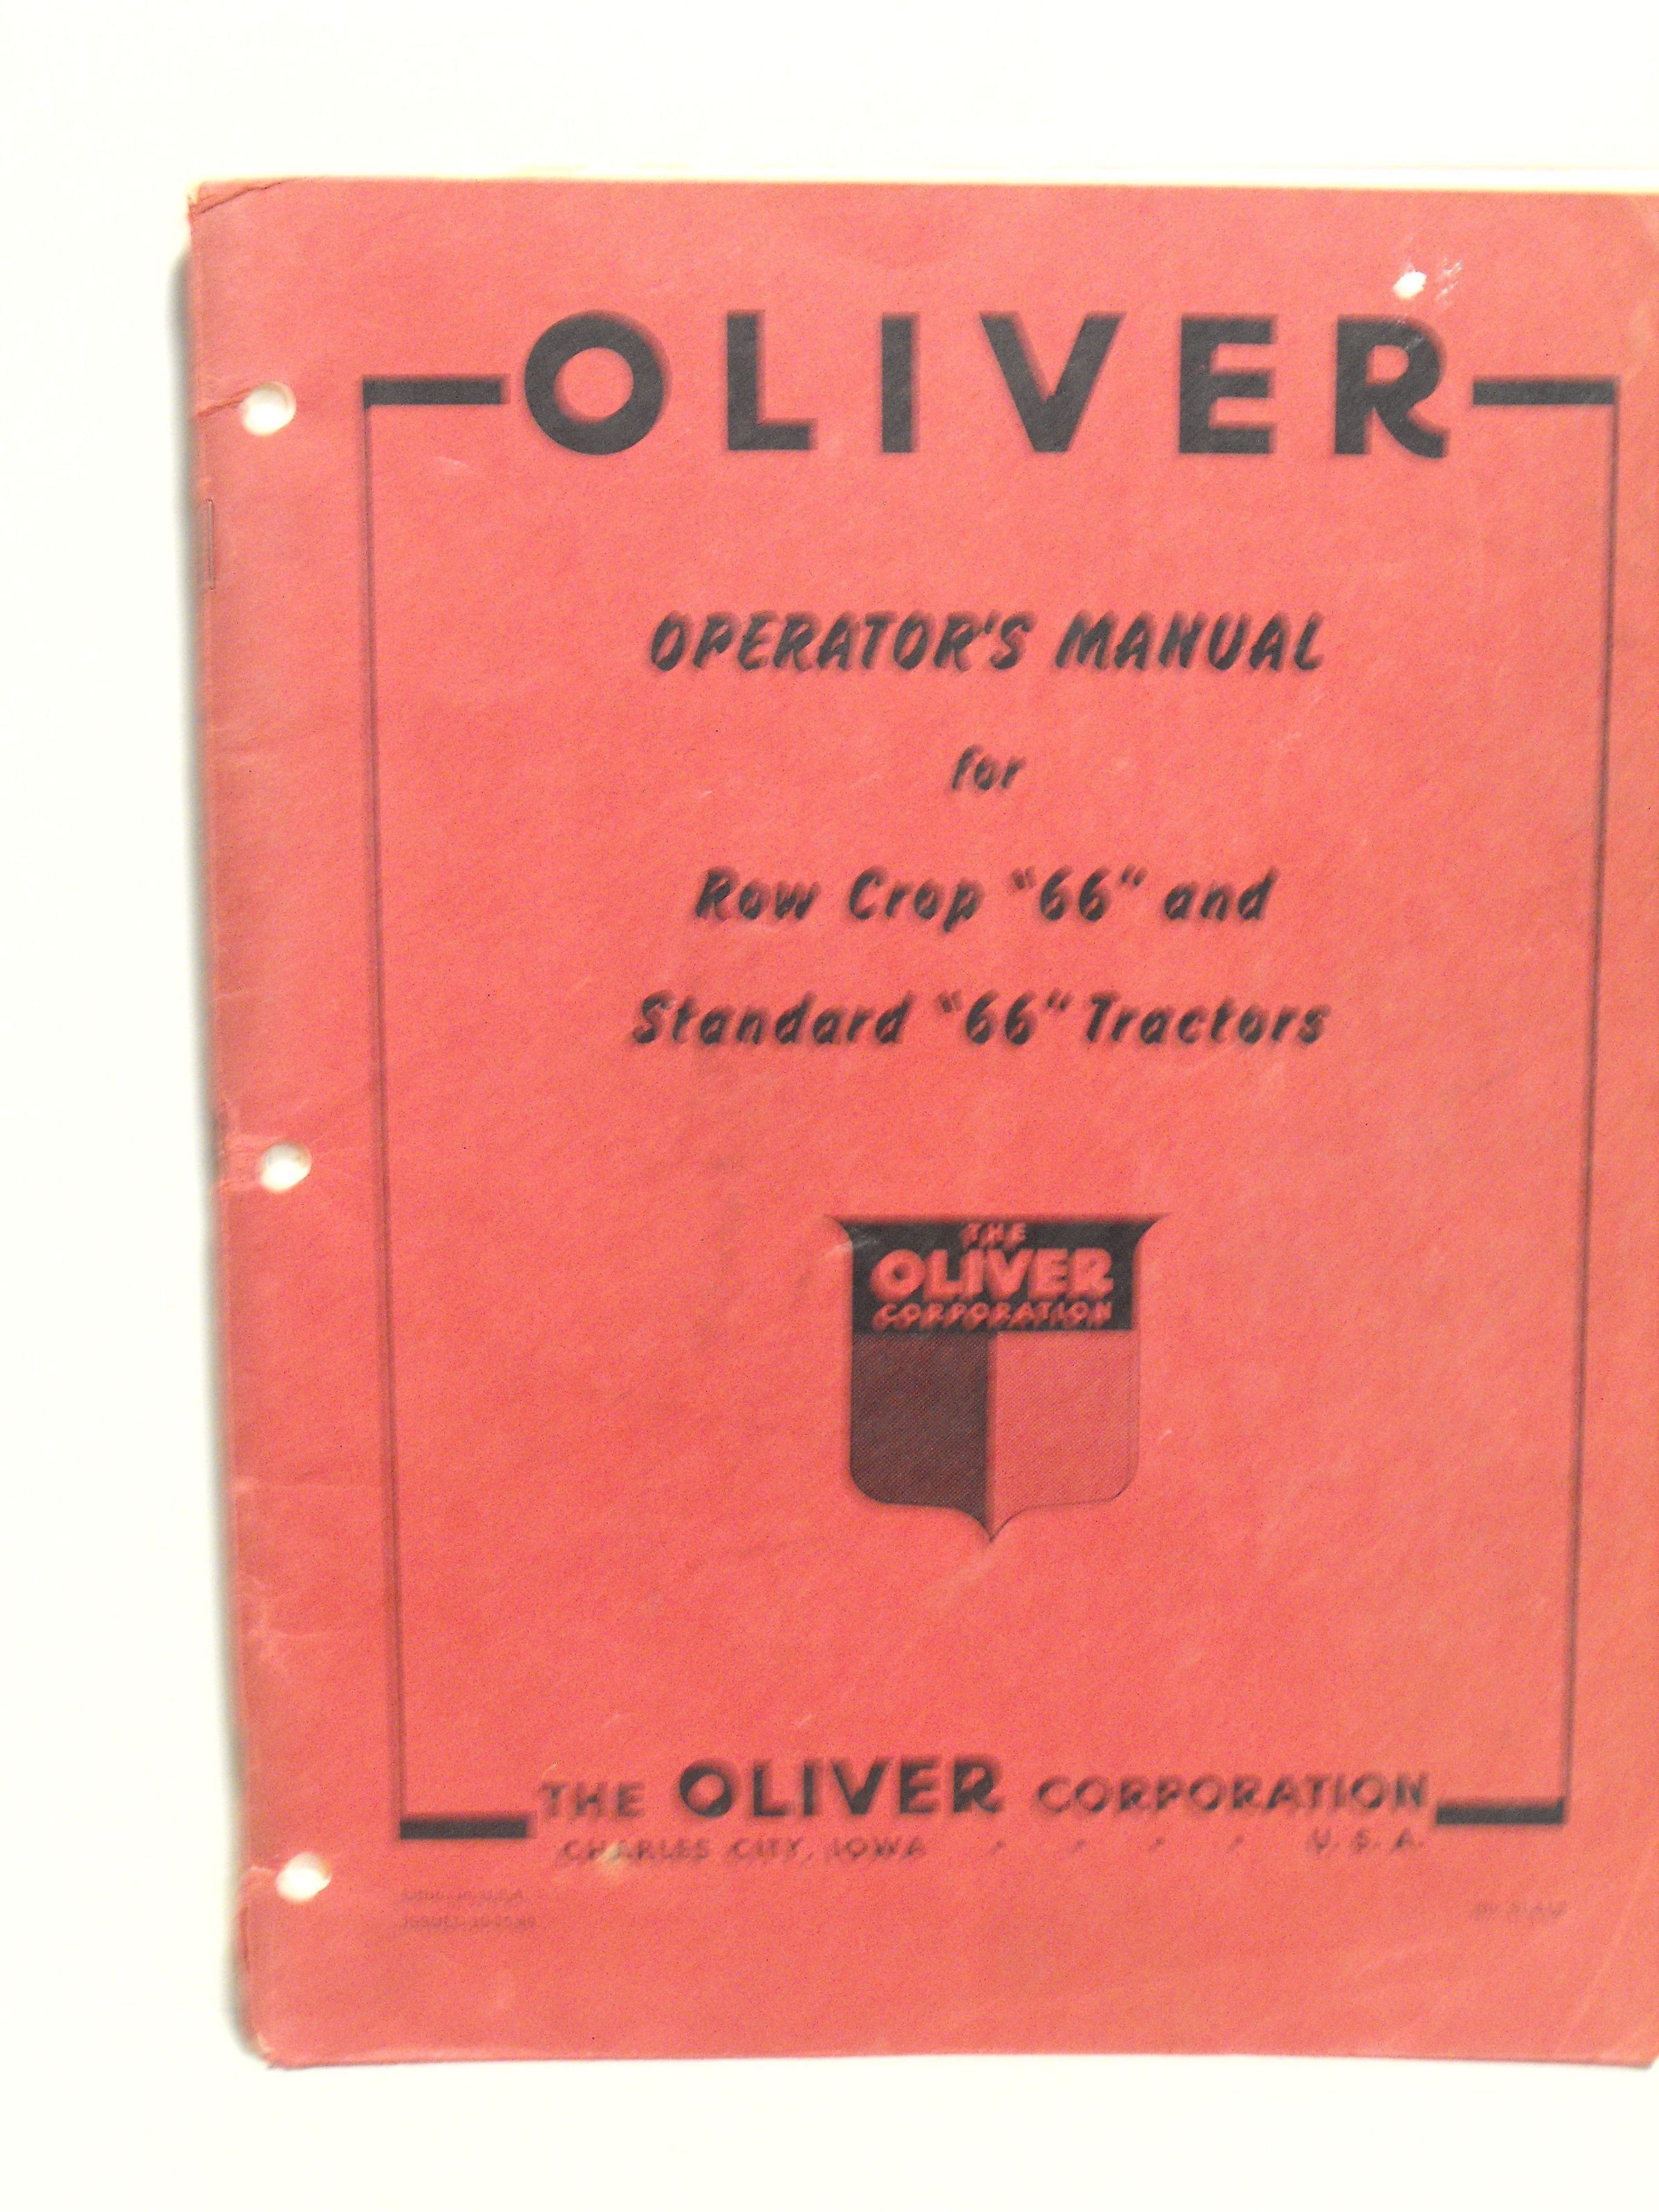 OLIVER
OPERATOR'S MANUAL
for
Row Crop "66" and
Standard "66" Tractors
THE
OLIVER
CORPORATION
THE OLIVER CORPORATION
CHARLES CITY, IOWA U. S. A.
U.S.A.
ISSUED